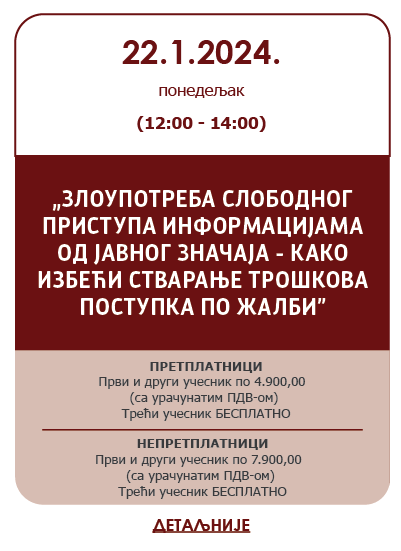 22.1.2024.
понедељак
(12:00 - 14:00)
„ЗЛОУПОТРЕБА СЛОБОДНОГ
ПРИСТУПА ИНФОРМАЦИЈАМА
ОД ЈАВНОГ ЗНАЧАЈА - КАКО
ИЗБЕЋИ СТВАРАЊЕ ТРОШКОВА
ПОСТУПКА ПО ЖАЛБИ”
ПРЕТПЛАТНИЦИ
Први и други учесник по 4.900,00
(са урачунатим ПДВ-ом)
Трећи учесник БЕСПЛАТНО
НЕПРЕТПЛАТНИЦИ
Први и други учесник по 7.900,00
(са урачунатим ПДВ-ом)
Трећи учесник БЕСПЛАТНО
ДЕТАЉНИЈЕ